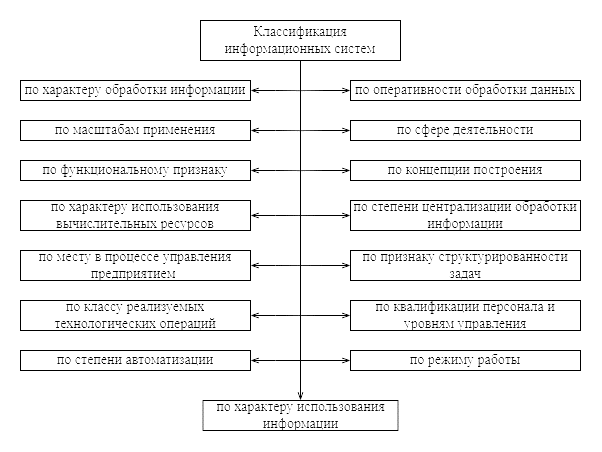 Классификация
информационных систем
по характеру обработки информации
по оперативности обработки данных
по масштабам применения
по сфере деятельности
по функциональному признаку
по концепции построения
по характеру использования
вычислительных ресурсов
по степени централизации обработки
информации
по месту в процессе управления
предприятием
по признаку структурированности
задач
по классу реализуемых
технологических операций
по квалификации персонала и
уровням управления
по степени автоматизации
по режиму работы
по характеру использования
информации